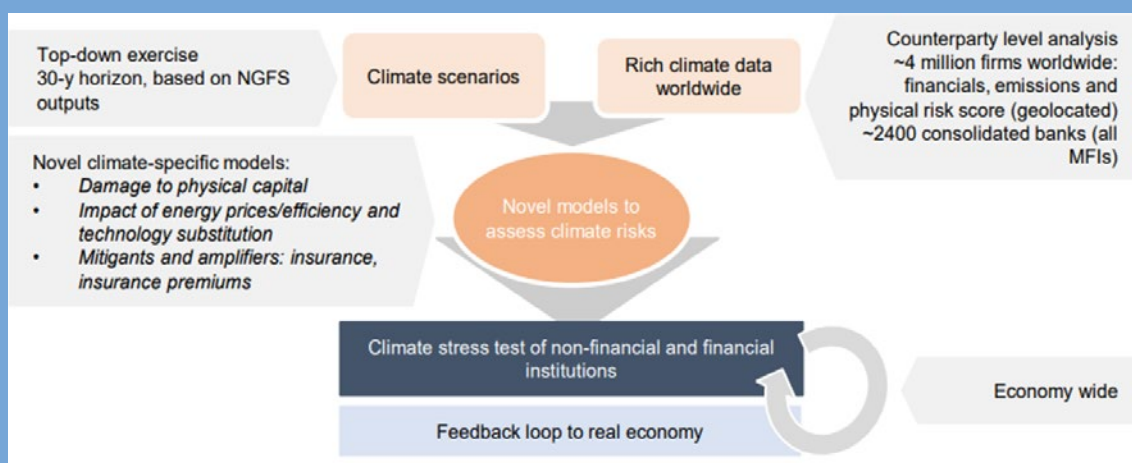 Top-down exercise
30-y horizon, based on NGFS
outputs
Climate scenarios
Rich climate data
worldwide
Counterparty level analysis
~4 million firms worldwide:
financials, emissions and
physical risk score (geolocated)
~2400 consolidated banks (all
MFIs)
Novel climate-specific models:
• Damage to physical capital
• Impact of energy prices/efficiency and
technology substitution
• Mitigants and amplifiers: insurance,
insurance premiums
Novel models to
assess climate risks
Climate stress test of non-financial and financial
institutions
Economy wide
Feedback loop to real economy